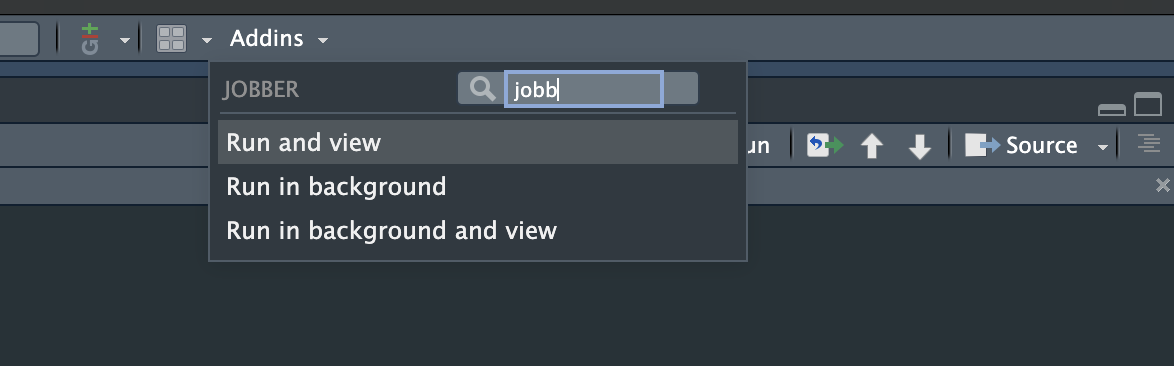 Addins
JOBBER
jobb
Run and view
un
Source
Run in background
Run in background and view